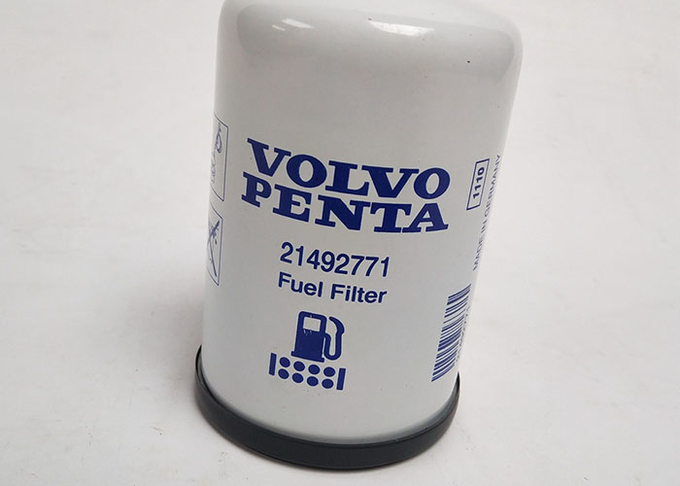 VOLVO
PENTA
21492771
Fuel Filter
1110
MADE IN GERMANY